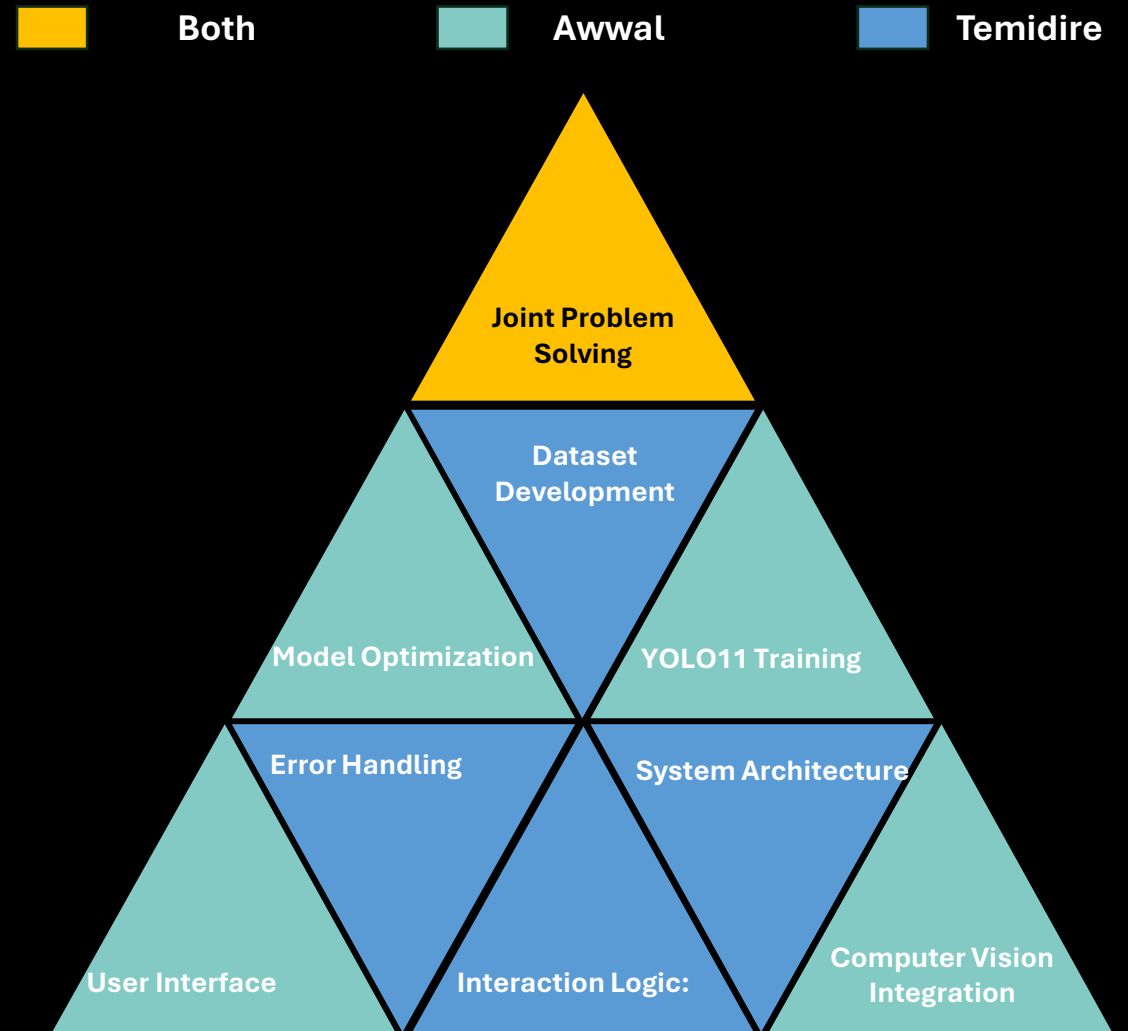 Both
Awwal
Temidire
Joint Problem
Solving
Dataset
Development
Model Optimization
YOLO11 Training
Error Handling
System Architecture
User Interface
Interaction Logic:
Computer Vision
Integration